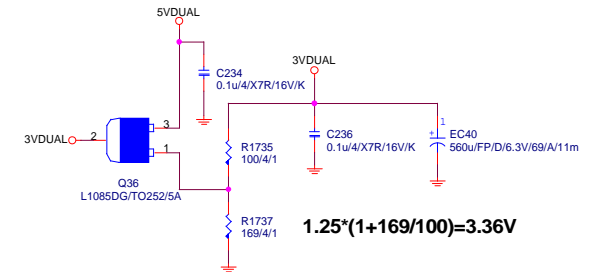 5VDUAL
C234
0.1u/4/X7R/16V/K
3VDUAL
3VDUAL
2
3
1
Q36
L1085DG/TO252/5A
R1735
100/4/1
C236
0.1u/4/X7R/16V/K
1
+
EC40
560u/FP/D/6.3V/69/A/11m
R1737
169/4/1
1.25*(1+169/100)=3.36V